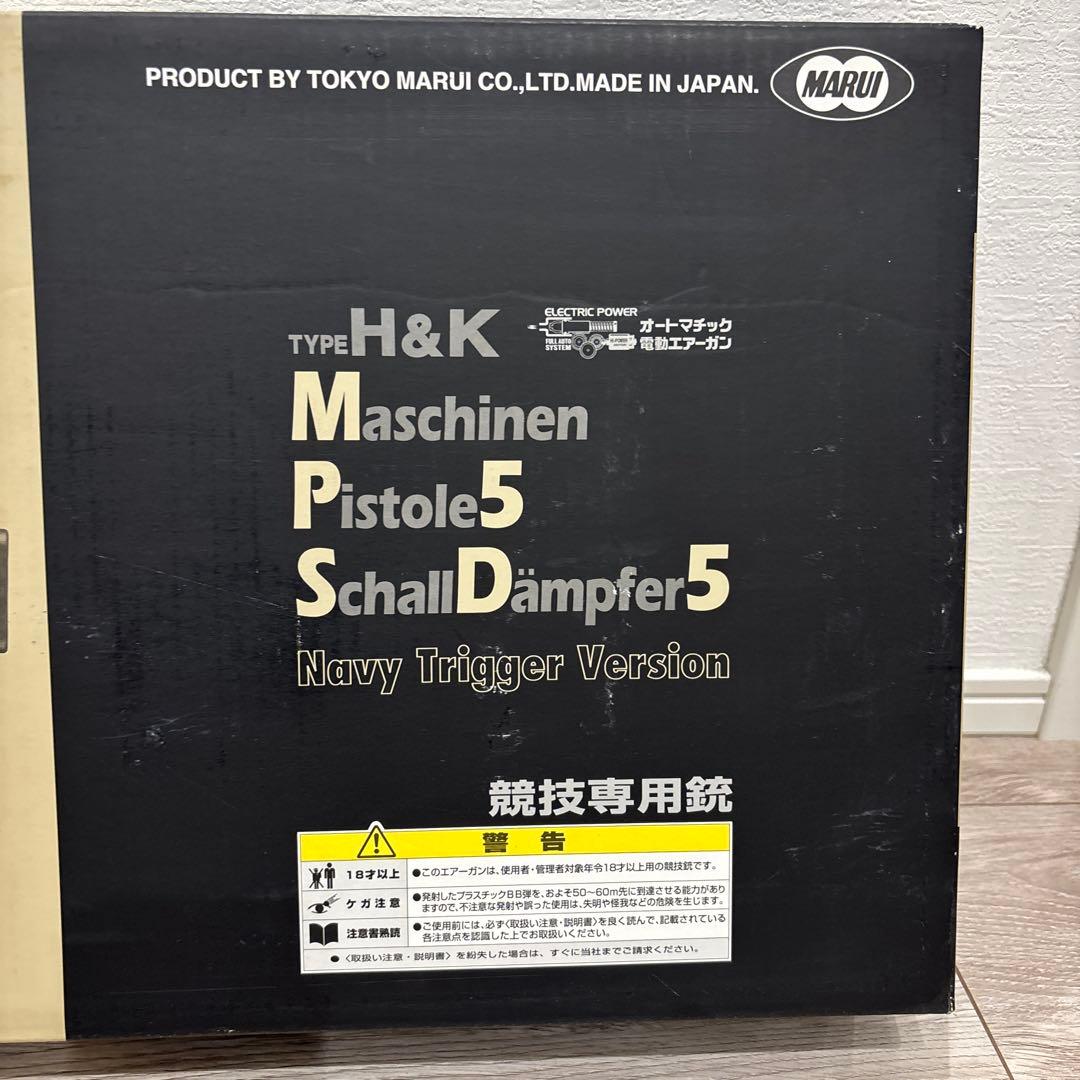 PRODUCT BY TOKYO MARUI CO.,LTD.MADE IN JAPAN.
MARUI
TYPE H&K
ELECTRIC POWER
FULL AUTO
SYSTEM
オートマチック
電動エアーガン
Maschinen
Pistole5
SchallDämpfer5
Navy Trigger Version
競技専用銃
警告
18才以上
●このエアーガンは、使用者・管理者対象年令18才以上用の競技銃です。
ケガ注意
●発射したプラスチックBB弾を、およそ50〜60m先に到達させる能力があり
ますので、不注意な発射や誤った使用は、失明や怪我などの危険を生じます。
注意書熟読
●ご使用前には、必ず〈取扱い注意・説明書〉を良く読んで、記載されている
各注意点を認識した上でお取扱いください。
●〈取扱い注意・説明書〉を紛失した場合は、すぐに当社までご請求ください。